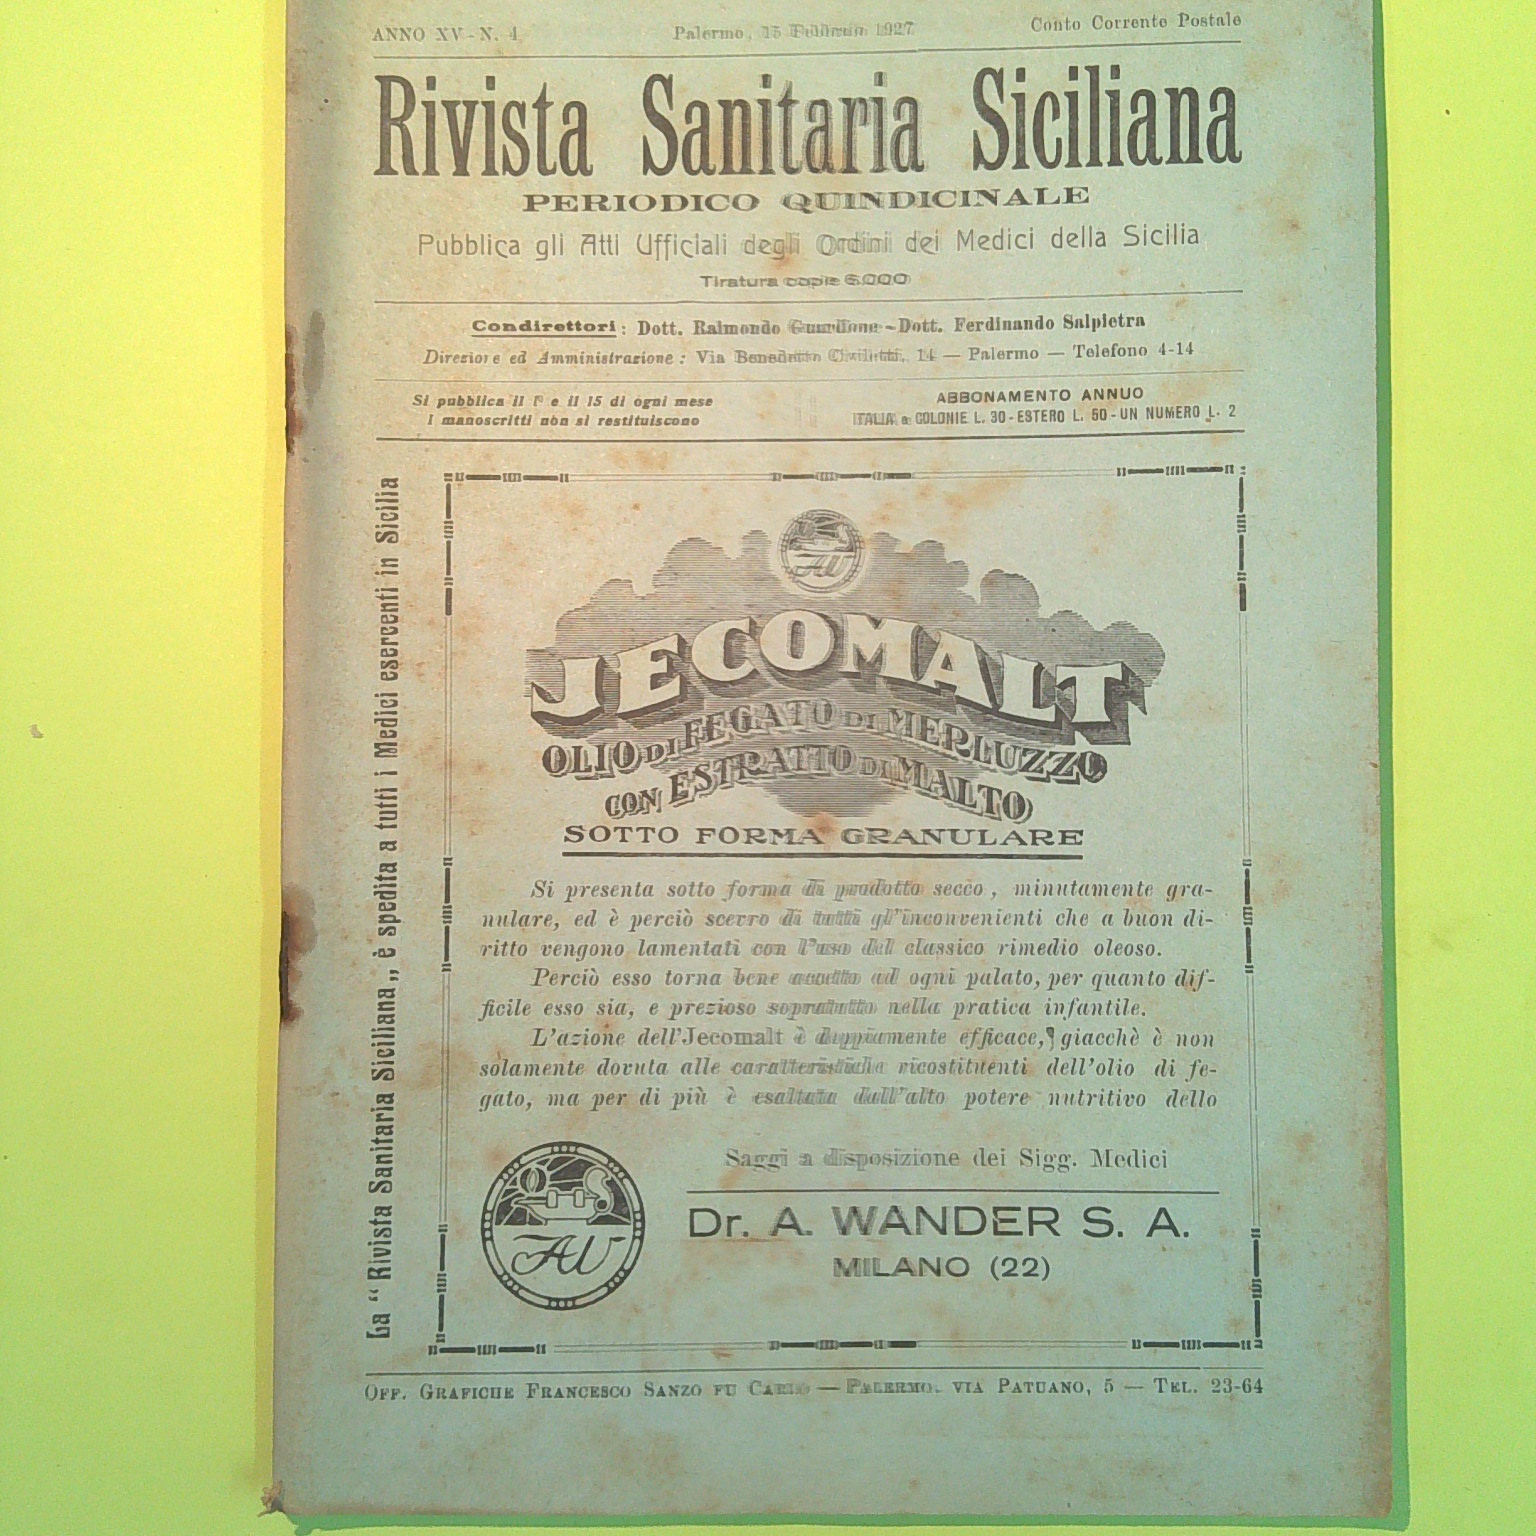 ANNO XV - N. 4 Palermo, 15 Febbraio 1927 Conto Corrente Postale
Rivista Sanitaria Siciliana
PERIODICO QUINDICINALE
Pubblica gli Atti Ufficiali degli Ordini dei Medici della Sicilia
Tiratura copie 6.000
Condirettori: Dott. Raimondo Guardione - Dott. Ferdinando Salpietra
Direzione ed Amministrazione: Via Benedetto Civiletti, 14 — Palermo — Telefono 4-14
Si pubblica il 1° e il 15 di ogni mese
I manoscritti non si restituiscono
ABBONAMENTO ANNUO
ITALIA e COLONIE L. 30 - ESTERO L. 50 - UN NUMERO L. 2
La “Rivista Sanitaria Siciliana„ è spedita a tutti i Medici esercenti in Sicilia
AW
JECOMALT
OLIO DI FEGATO DI MERLUZZO
CON ESTRATTO DI MALTO
SOTTO FORMA GRANULARE
Si presenta sotto forma di prodotto secco, minutamente gra-
nulare, ed è perciò scevro di tutti gl'inconvenienti che a buon di-
ritto vengono lamentati con l'uso del classico rimedio oleoso.
Perciò esso torna bene accetto ad ogni palato, per quanto dif-
ficile esso sia, e prezioso sopratutto nella pratica infantile.
L'azione dell'Jecomalt è doppiamente efficace, giacchè è non
solamente dovuta alle caratteristiche ricostituenti dell'olio di fe-
gato, ma per di più è esaltata dall'alto potere nutritivo dello
Saggi a disposizione dei Sigg. Medici
AW
Dr. A. WANDER S. A.
MILANO (22)
OFF. GRAFICHE FRANCESCO SANZO FU CARLO — PALERMO, VIA PATUANO, 5 — TEL. 23-64